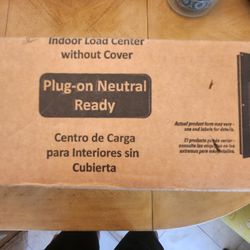 Indoor Load Center
without Cover
Plug-on Neutral
Ready
Centro de Carga
para Interiores sin
Cubierta
Actual product form may vary -
see end labels for details.
El producto puede variar -
consulte las etiquetas en los
extremos para más detalles.